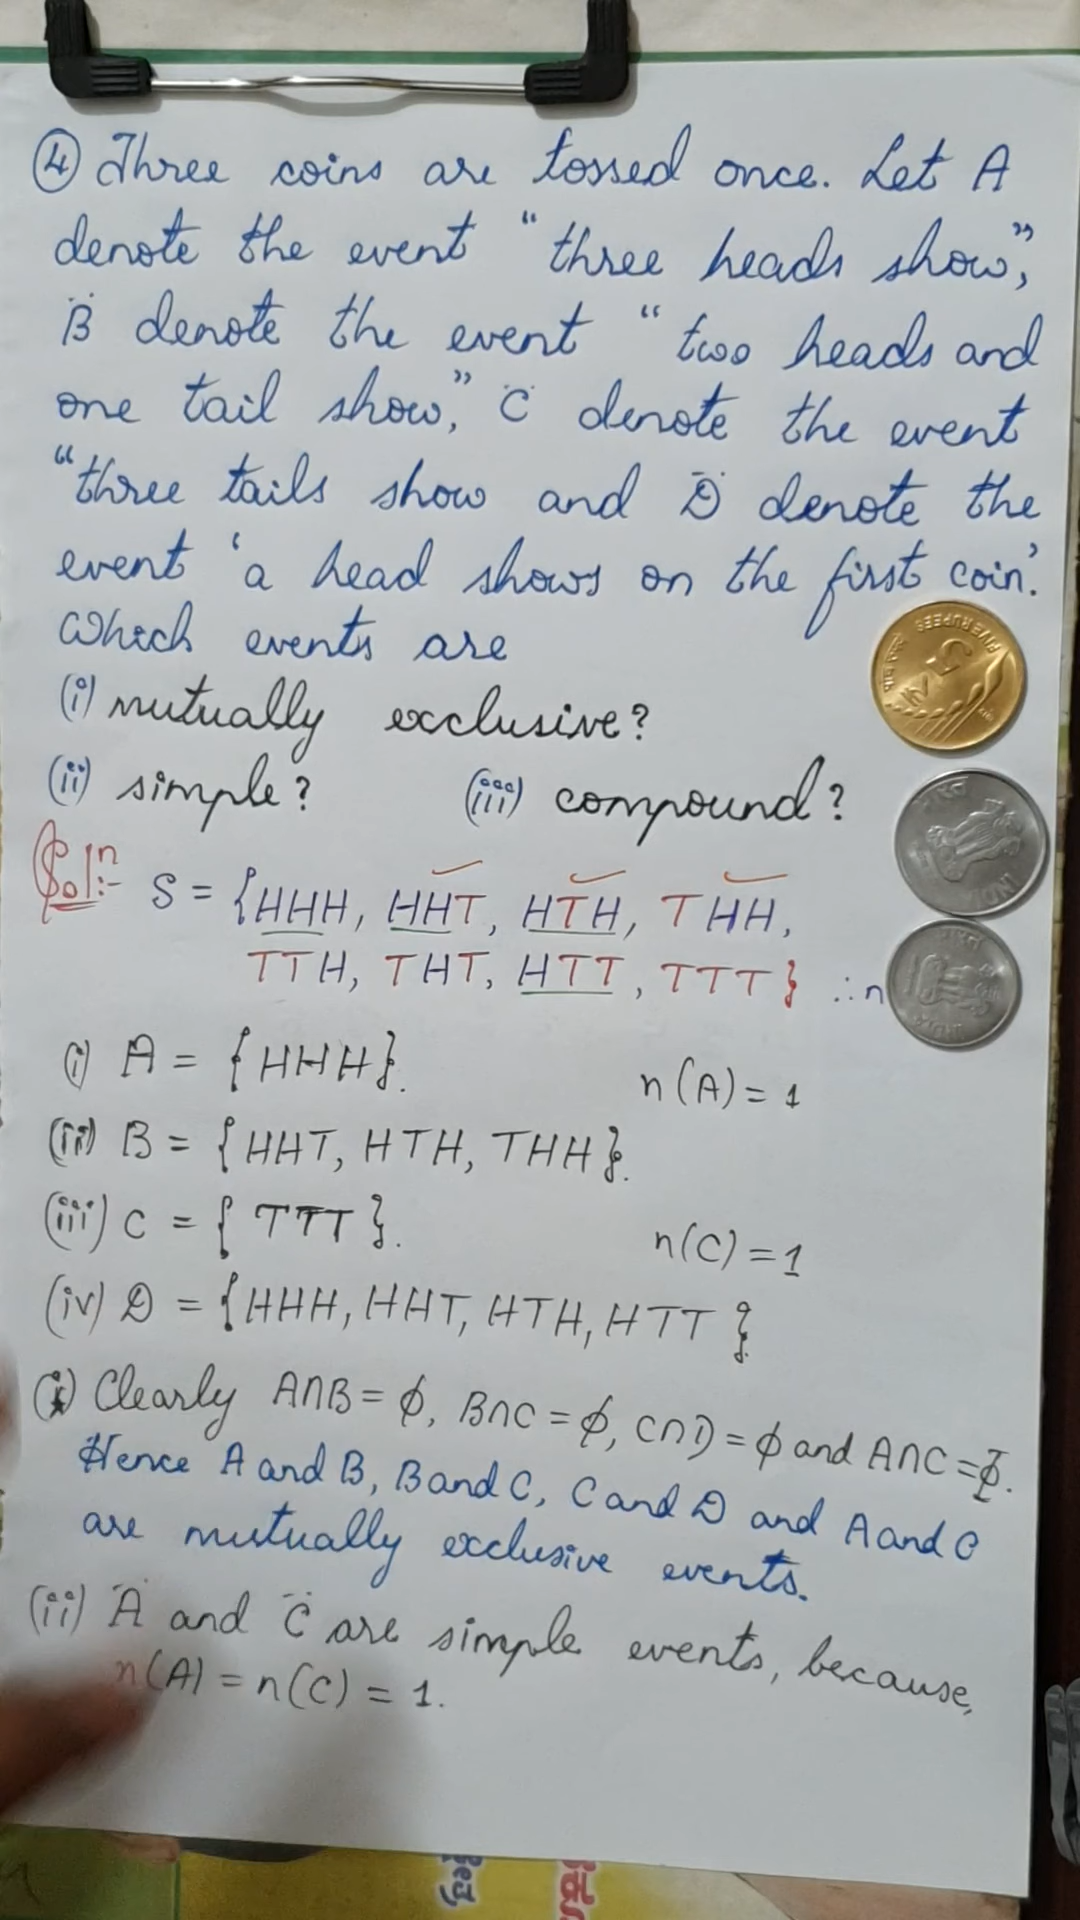 ④ Three coins are tossed once. Let A
denote the event "three heads show",
B denote the event "two heads and
one tail show", C denote the event
"three tails show and D denote the
event 'a head shows on the first coin'.
Which events are
(i) mutually exclusive?
(ii) simple? (iii) compound?
Solⁿ:- S = {HHH, HHT, HTH, THH,
TTH, THT, HTT, TTT} ∴ n
(i) A = {HHH}. n(A) = 1
(ii) B = {HHT, HTH, THH}.
(iii) C = {TTT}. n(C) = 1
(iv) D = {HHH, HHT, HTH, HTT}
(i) Clearly A∩B = ϕ, B∩C = ϕ, C∩D = ϕ and A∩C = ϕ.
Hence A and B, B and C, C and D and A and C
are mutually exclusive events.
(ii) A and C are simple events, because,
n(A) = n(C) = 1.
FIVE RUPEES
5